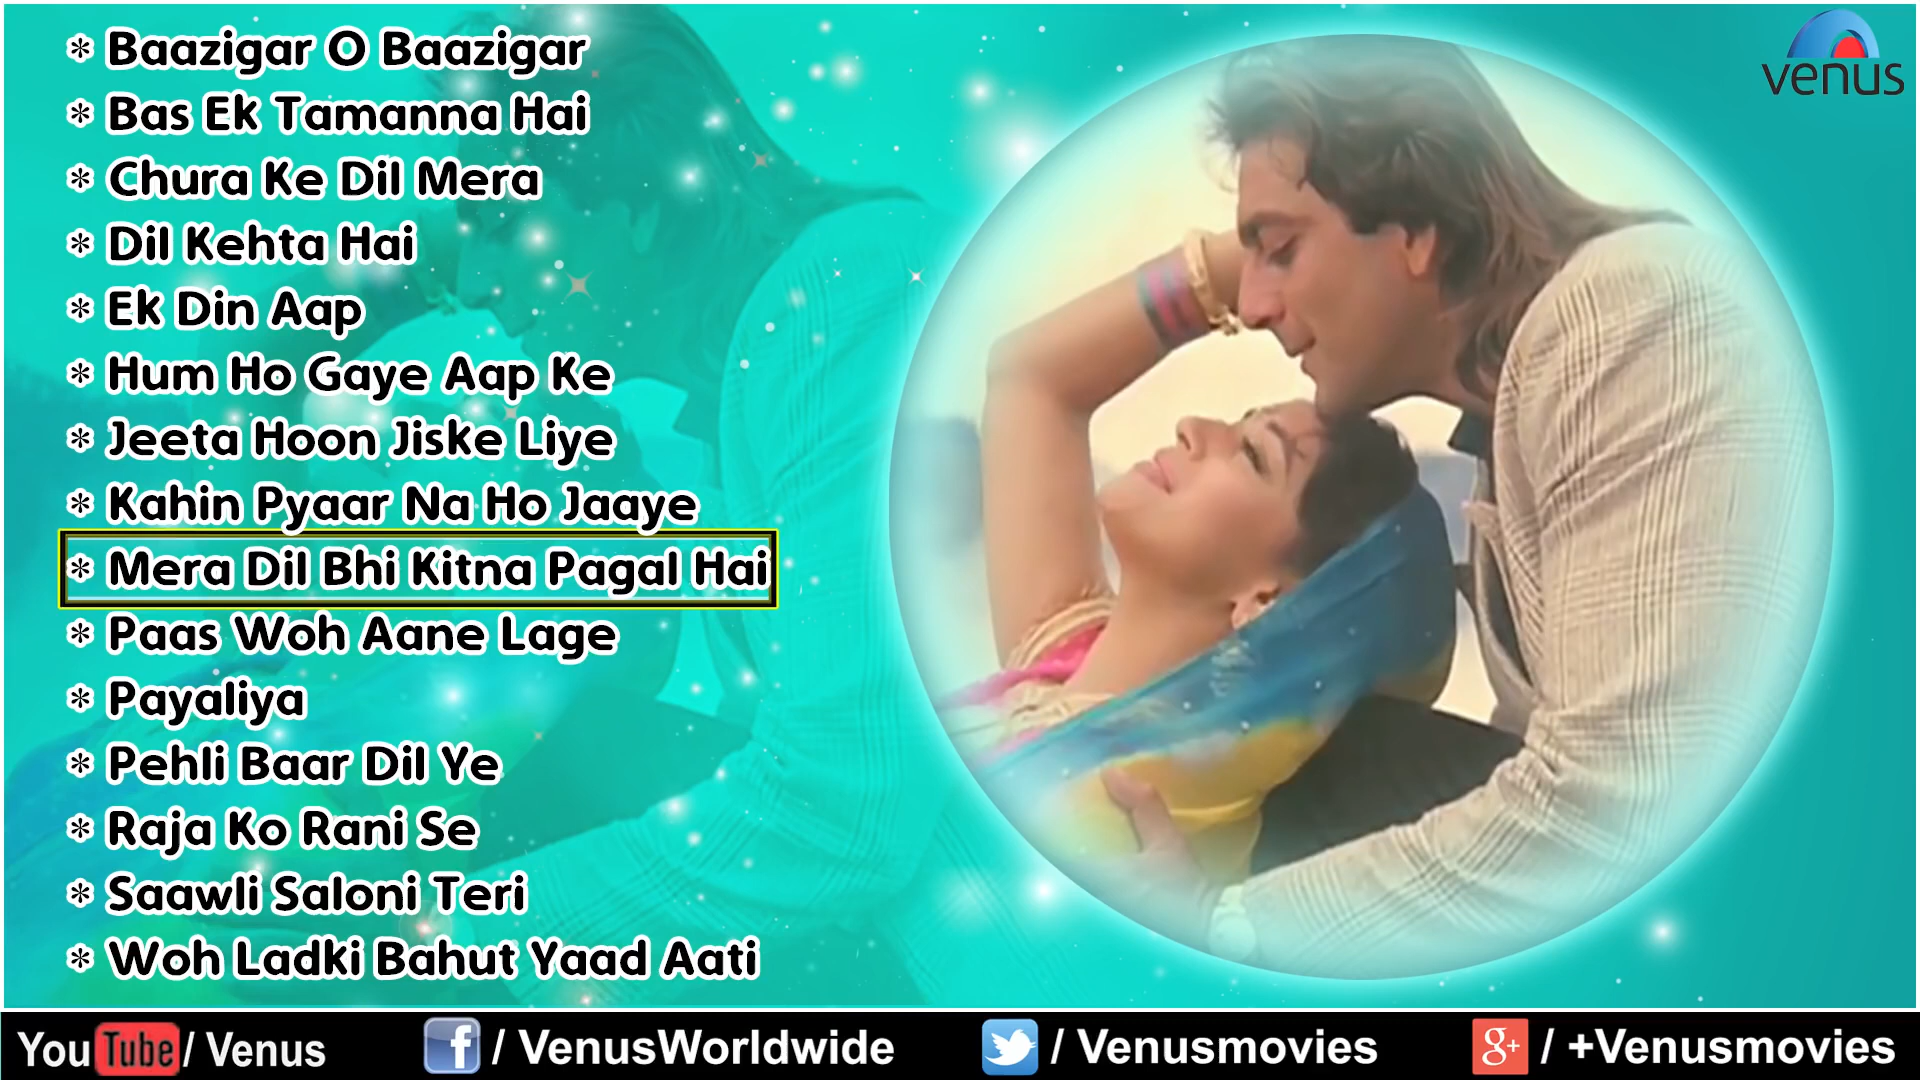 * Baazigar O Baazigar
* Bas Ek Tamanna Hai
* Chura Ke Dil Mera
* Dil Kehta Hai
* Ek Din Aap
* Hum Ho Gaye Aap Ke
* Jeeta Hoon Jiske Liye
* Kahin Pyaar Na Ho Jaaye
* Mera Dil Bhi Kitna Pagal Hai
* Paas Woh Aane Lage
* Payaliya
* Pehli Baar Dil Ye
* Raja Ko Rani Se
* Saawli Saloni Teri
* Woh Ladki Bahut Yaad Aati
venus
YouTube / Venus
f / VenusWorldwide
/ Venusmovies
g+ / +Venusmovies